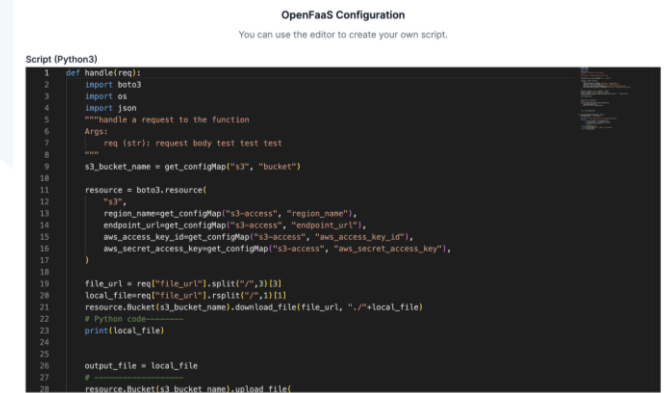 OpenFaaS Configuration
You can use the editor to create your own script.
Script (Python3)
1 def handle(req):
2 import boto3
3 import os
4 import json
5 """handle a request to the function
6 Args:
7 req (str): request body test test test
8 """
9 s3_bucket_name = get_configMap("s3", "bucket")
10
11 resource = boto3.resource(
12 "s3",
13 region_name=get_configMap("s3-access", "region_name"),
14 endpoint_url=get_configMap("s3-access", "endpoint_url"),
15 aws_access_key_id=get_configMap("s3-access", "aws_access_key_id"),
16 aws_secret_access_key=get_configMap("s3-access", "aws_secret_access_key"),
17 )
18
19 file_url = req["file_url"].split("/",3)[3]
20 local_file=req["file_url"].rsplit("/",1)[1]
21 resource.Bucket(s3_bucket_name).download_file(file_url, "./"+local_file)
22 # Python code--------
23 print(local_file)
24
25
26 output_file = local_file
27 # -------------------
28 resource.Bucket(s3_bucket_name).upload_file(